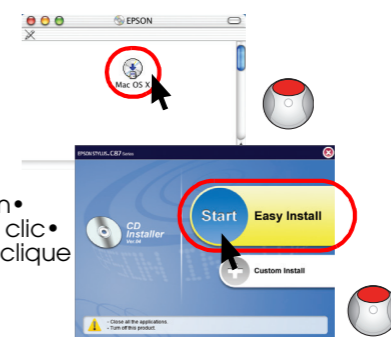 EPSON
Mac OS X
EPSON STYLUS C87 Series
CD
Installer
Start
Easy Install
Custom Install
- Close all the applications.
- Turn off this product.
n•
clic•
clique